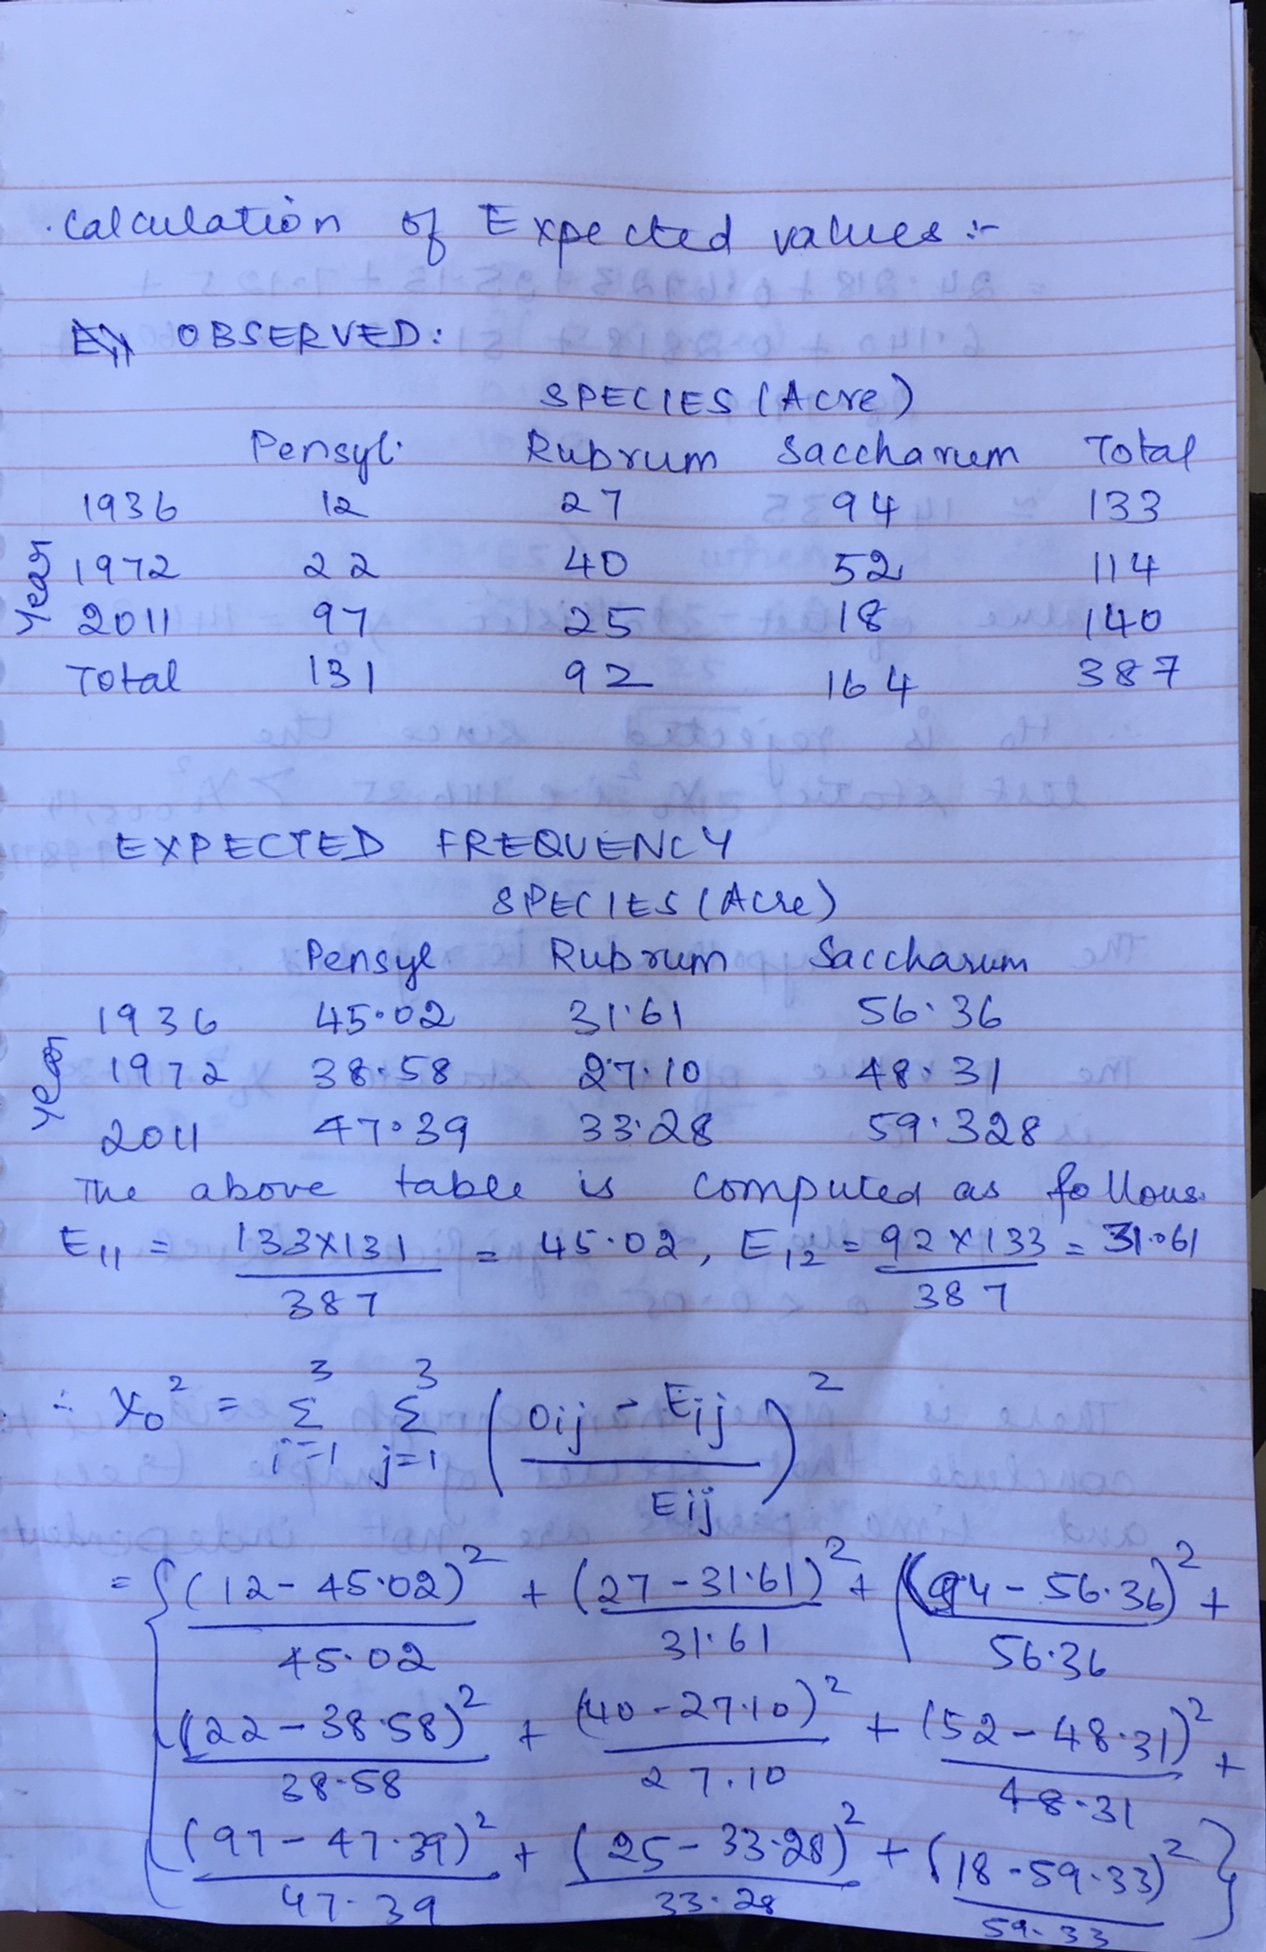 Calculation of Expected values :-
OBSERVED:
SPECIES (Acre)
Pensyl. Rubrum Saccharum Total
1936 12 27 94 133
Year 1972 22 40 52 114
2011 97 25 18 140
Total 131 92 164 387
EXPECTED FREQUENCY
SPECIES (Acre)
Pensyl Rubrum Saccharum
1936 45.02 31.61 56.36
Year 1972 38.58 27.10 48.31
2011 47.39 33.28 59.328
The above table is computed as follows.
E11 = 133x131 / 387 = 45.02, E12 = 92x133 / 387 = 31.61
∴ χ0² = 3 Σ i=1 3 Σ j=1 (Oij - Eij / Eij)²
= { (12 - 45.02)² / 45.02 + (27 - 31.61)² / 31.61 + (94 - 56.36)² / 56.36 +
(22 - 38.58)² / 38.58 + (40 - 27.10)² / 27.10 + (52 - 48.31)² / 48.31 +
(97 - 47.39)² / 47.39 + (25 - 33.28)² / 33.28 + (18 - 59.33)² / 59.33 }